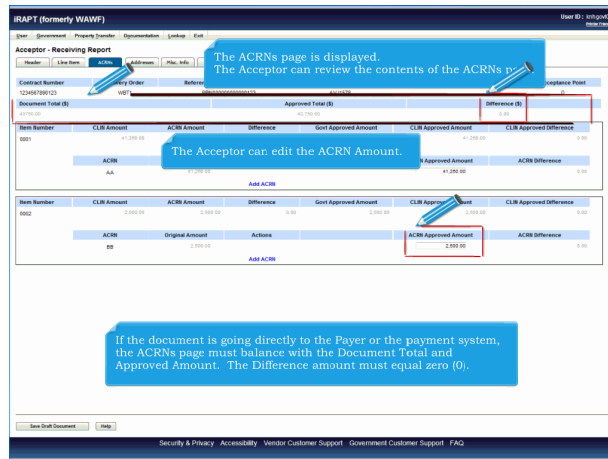 iRAPT (formerly WAWF)
User ID : kmhgovt
Printer Frien
User Government Property Transfer Documentation Lookup Exit
Acceptor - Receiving Report
Header Line Item ACRNs Addresses Misc. Info
The ACRNs page is displayed.
The Acceptor can review the contents of the ACRNs
Contract Number ery Order Refere cceptance Point
1234567890123 WBT1
Document Total ($) Approved Total ($) Difference ($)
43750.00 43,750.00 0.00
Item Number CLIN Amount ACRN Amount Difference Govt Approved Amount CLIN Approved Amount CLIN Approved Difference
0001 41,250.00 41,250.00 0.00
The Acceptor can edit the ACRN Amount.
ACRN Approved Amount ACRN Difference
AA 41,250.00 41,250.00 0.00
Add ACRN
Item Number CLIN Amount ACRN Amount Difference Govt Approved Amount CLIN Approved Difference
0002 2,500.00 2,500.00 0.00 2,500.00 2,500.00 0.00
ACRN Original Amount Actions ACRN Approved Amount ACRN Difference
BB 2,500.00 2,500.00 0.00
Add ACRN
If the document is going directly to the Payer or the payment system,
the ACRNs page must balance with the Document Total and
Approved Amount. The Difference amount must equal zero (0).
Save Draft Document Help
Security & Privacy Accessibility Vendor Customer Support Government Customer Support FAQ